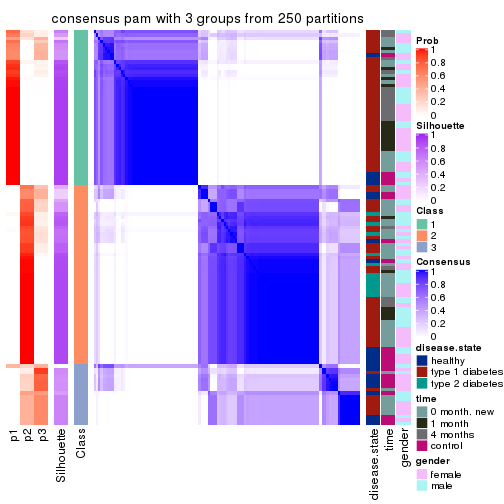 consensus pam with 3 groups from 250 partitions
Prob
1
0.8
0.6
0.4
0.2
0
Silhouette
1
0.8
0.6
0.4
0.2
0
Class
1
2
3
Consensus
1
0.8
0.6
0.4
0.2
0
disease.state
healthy
type 1 diabetes
type 2 diabetes
time
0 month, new
1 month
4 months
control
gender
female
male
p1
p2
p3
Silhouette
Class
disease.state
time
gender